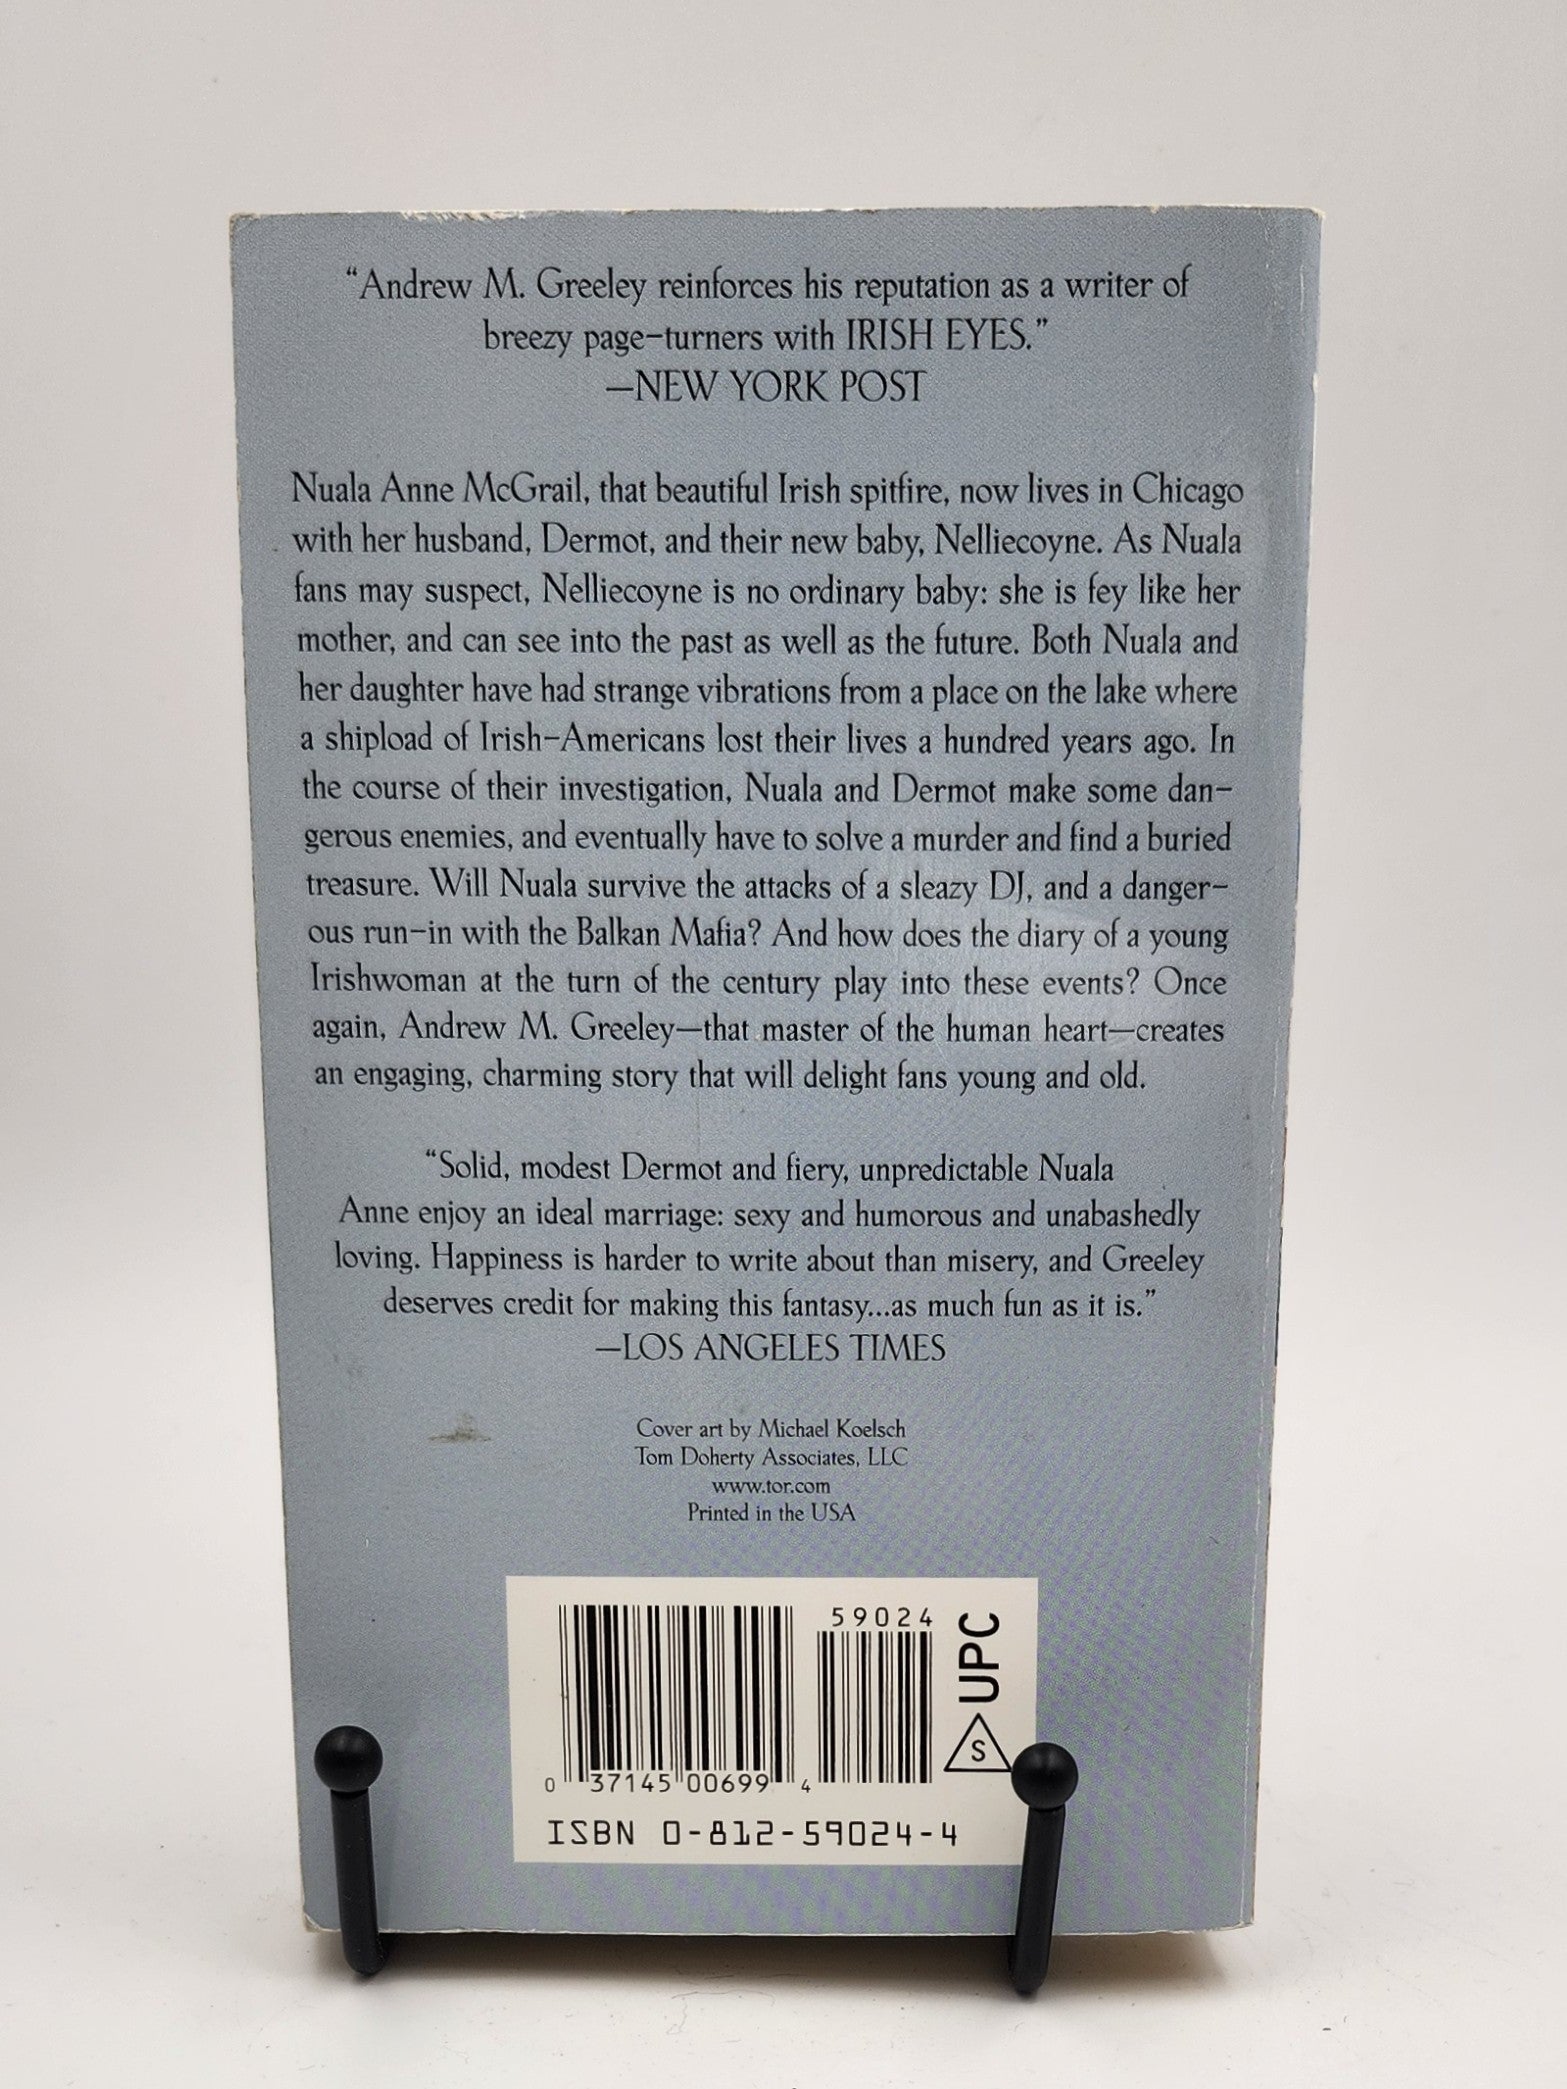 “Andrew M. Greeley reinforces his reputation as a writer of
breezy page-turners with IRISH EYES.”
—NEW YORK POST
Nuala Anne McGrail, that beautiful Irish spitfire, now lives in Chicago
with her husband, Dermot, and their new baby, Nelliecoyne. As Nuala
fans may suspect, Nelliecoyne is no ordinary baby: she is fey like her
mother, and can see into the past as well as the future. Both Nuala and
her daughter have had strange vibrations from a place on the lake where
a shipload of Irish-Americans lost their lives a hundred years ago. In
the course of their investigation, Nuala and Dermot make some dan-
gerous enemies, and eventually have to solve a murder and find a buried
treasure. Will Nuala survive the attacks of a sleazy DJ, and a danger-
ous run-in with the Balkan Mafia? And how does the diary of a young
Irishwoman at the turn of the century play into these events? Once
again, Andrew M. Greeley—that master of the human heart—creates
an engaging, charming story that will delight fans young and old.
“Solid, modest Dermot and fiery, unpredictable Nuala
Anne enjoy an ideal marriage: sexy and humorous and unabashedly
loving. Happiness is harder to write about than misery, and Greeley
deserves credit for making this fantasy...as much fun as it is.”
—LOS ANGELES TIMES
Cover art by Michael Koelsch
Tom Doherty Associates, LLC
www.tor.com
Printed in the USA
59024
UPC
S
0 37145 00699 4
ISBN 0-812-59024-4